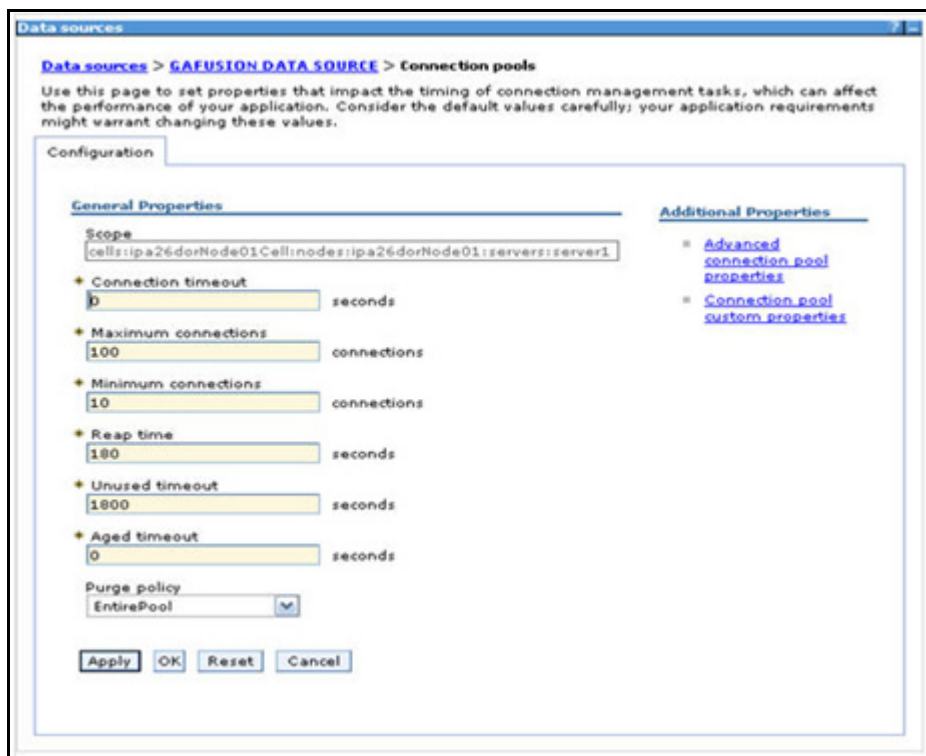 Data sources
?
Data sources > GAFUSION DATA SOURCE > Connection pools
Use this page to set properties that impact the timing of connection management tasks, which can affect
the performance of your application. Consider the default values carefully; your application requirements
might warrant changing these values.
Configuration
General Properties
Scope
cells:ipa26dorNode01Cell:nodes:ipa26dorNode01:servers:server1
Connection timeout
0 seconds
Maximum connections
100 connections
Minimum connections
10 connections
Reap time
180 seconds
Unused timeout
1800 seconds
Aged timeout
0 seconds
Purge policy
EntirePool
Apply OK Reset Cancel
Additional Properties
Advanced
connection pool
properties
Connection pool
custom properties